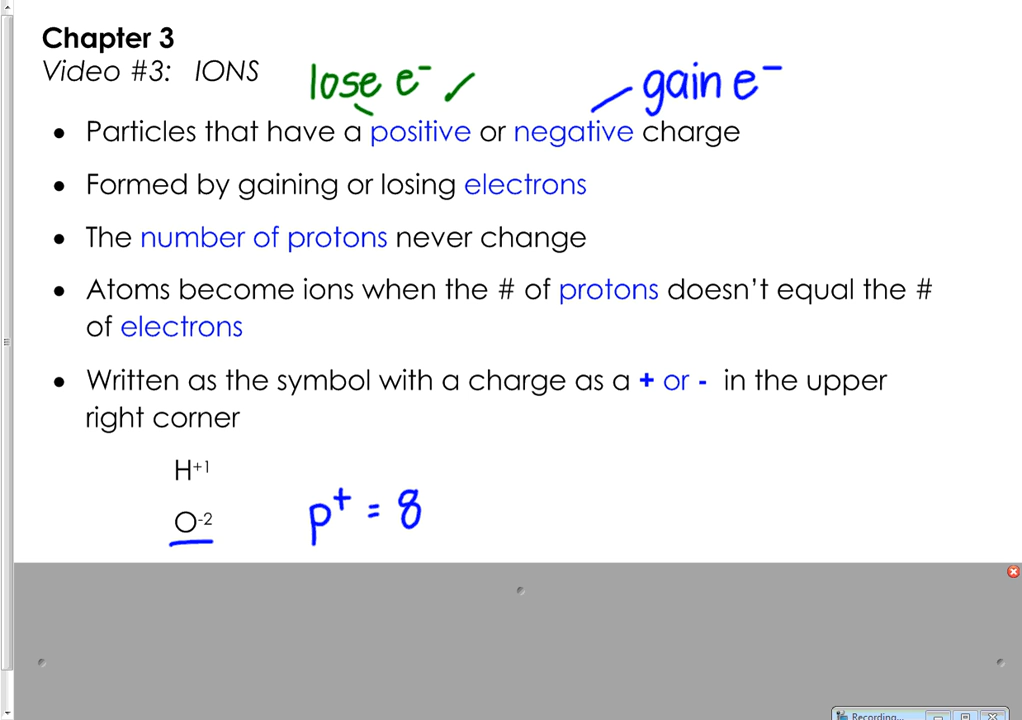 Chapter 3
Video #3: IONS
lose e⁻
gain e⁻
• Particles that have a positive or negative charge
• Formed by gaining or losing electrons
• The number of protons never change
• Atoms become ions when the # of protons doesn't equal the #
of electrons
• Written as the symbol with a charge as a + or - in the upper
right corner
H⁺¹
O⁻²
p⁺ = 8
Recording...